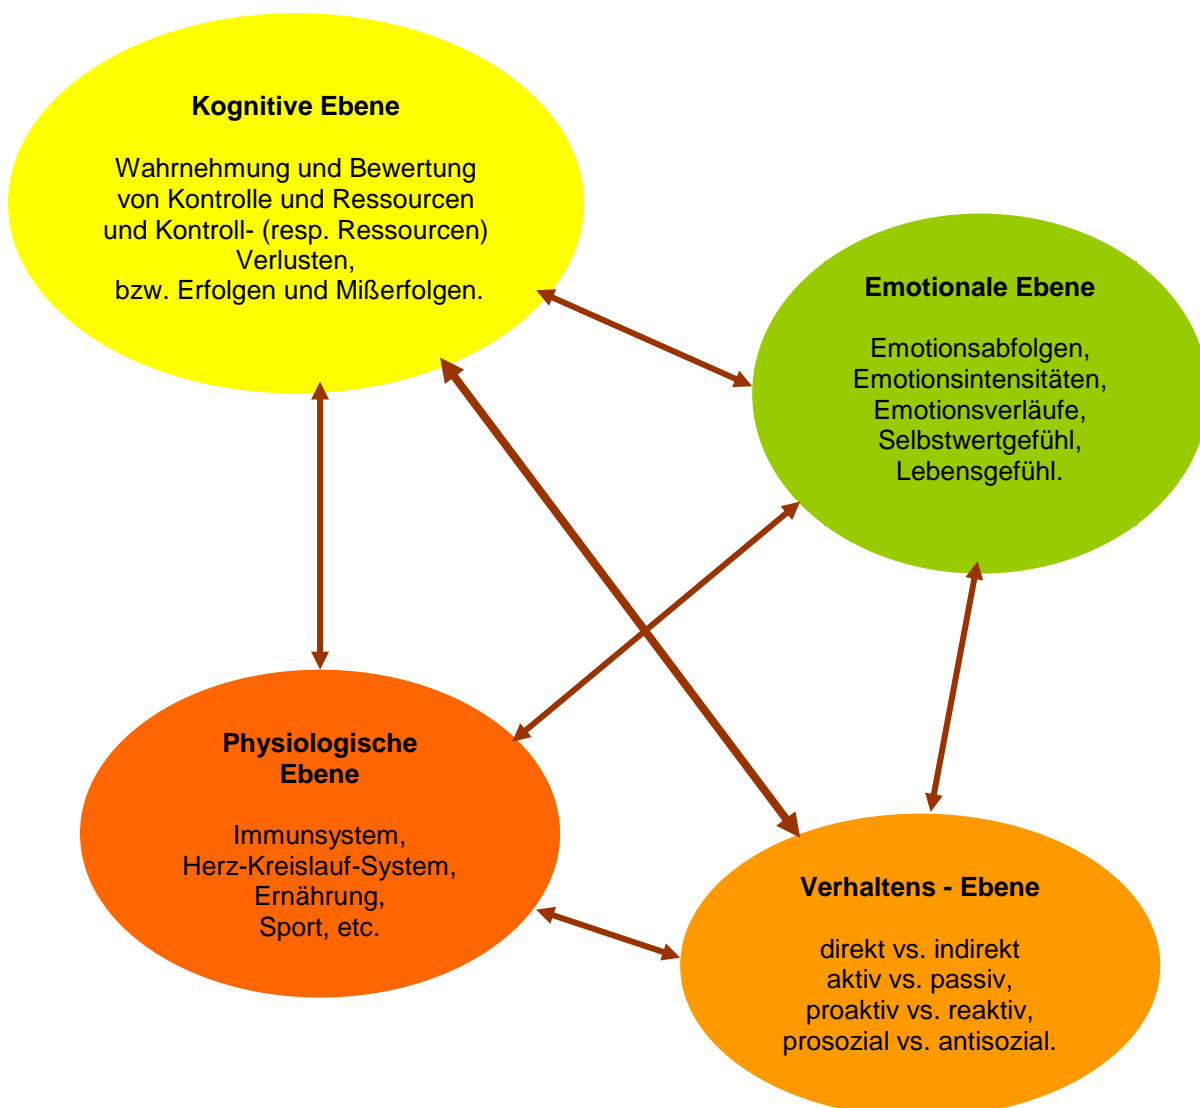 Kognitive Ebene
Wahrnehmung und Bewertung
von Kontrolle und Ressourcen
und Kontroll- (resp. Ressourcen)
Verlusten,
bzw. Erfolgen und Mißerfolgen.
Emotionale Ebene
Emotionsabfolgen,
Emotionsintensitäten,
Emotionsverläufe,
Selbstwertgefühl,
Lebensgefühl.
Physiologische
Ebene
Immunsystem,
Herz-Kreislauf-System,
Ernährung,
Sport, etc.
Verhaltens - Ebene
direkt vs. indirekt
aktiv vs. passiv,
proaktiv vs. reaktiv,
prosozial vs. antisozial.